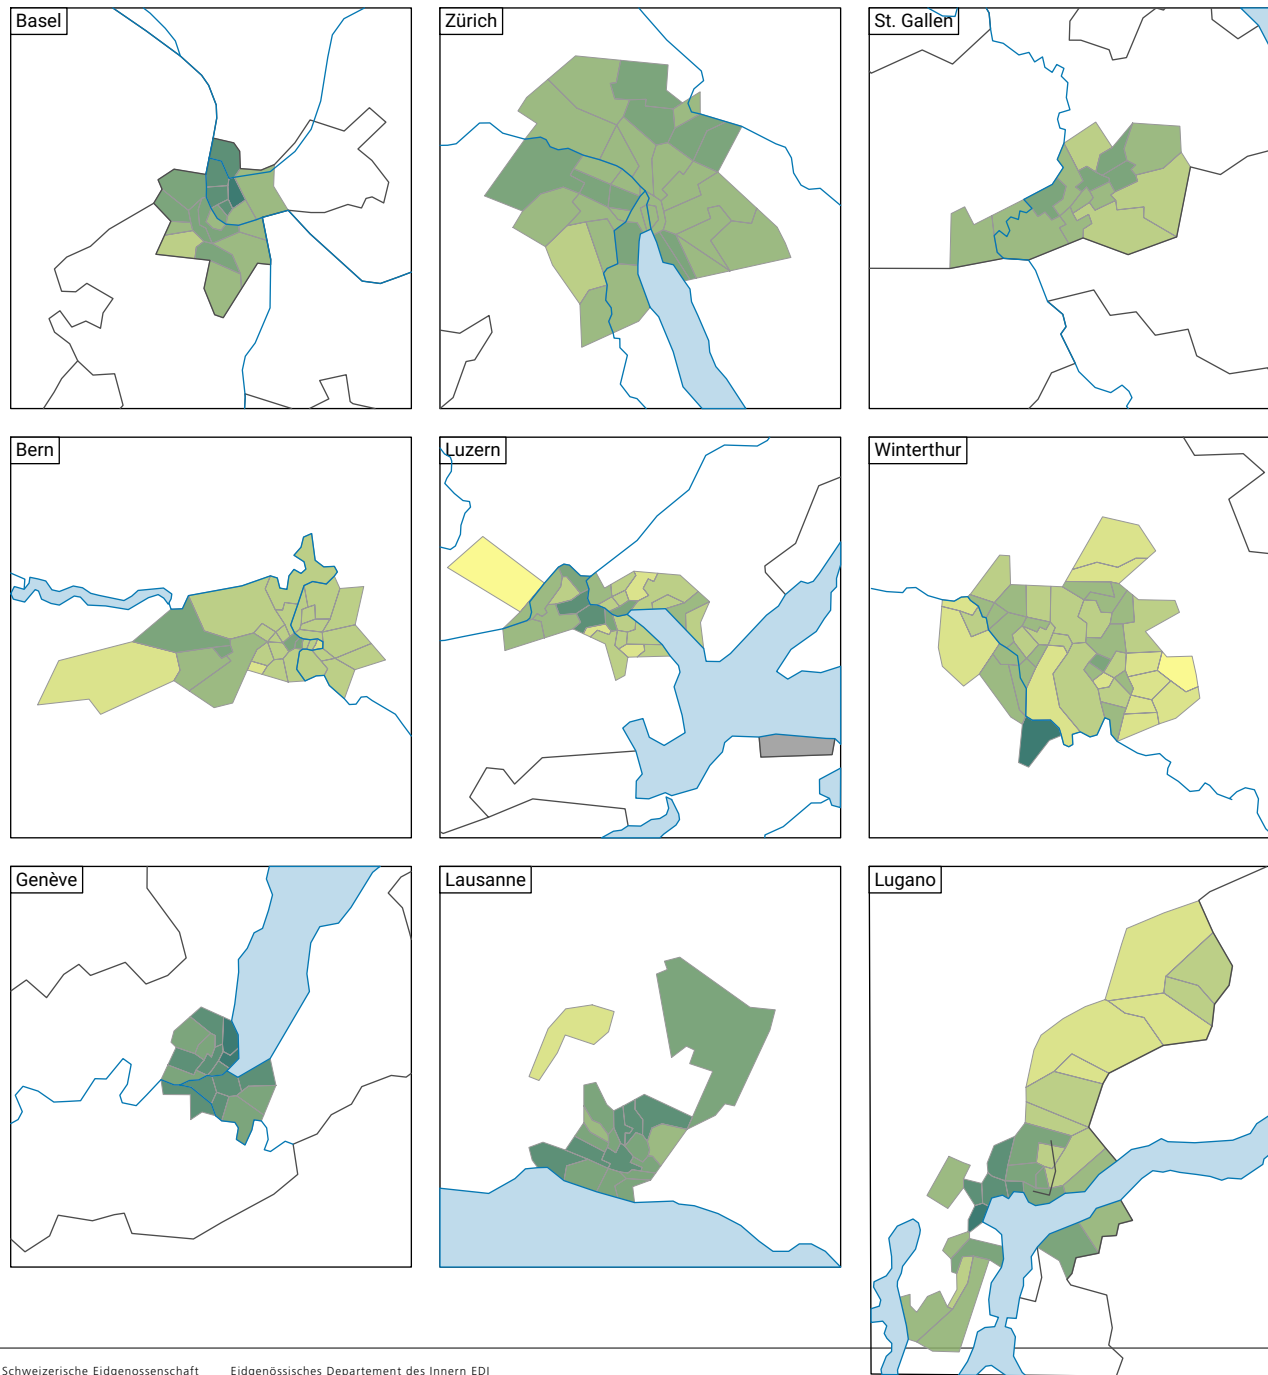 Basel
Zürich
St. Gallen
Bern
Luzern
Winterthur
Genève
Lausanne
Lugano
Schweizerische Eidgenossenschaft
Eidgenössisches Departement des Innern EDI